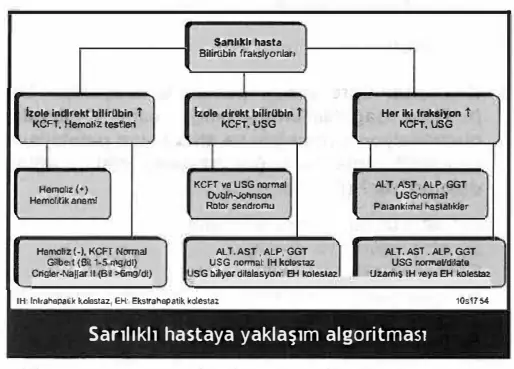 Sarılıklı hasta
Bilirübin fraksiyonları
İzole indirekt bilirübin ↑
KCFT, Hemoliz testleri
İzole direkt bilirübin ↑
KCFT, USG
Her iki fraksiyon ↑
KCFT, USG
Hemoliz (+)
Hemolitik anemi
KCFT ve USG normal
Dubin-Johnson
Rotor sendromu
ALT, AST, ALP, GGT
USG normal
Parankimal hastalıklar
Hemoliz (-), KCFT Normal
Gilbert (Bil 1-5 mg/dl)
Crigler-Najjar II (Bil >6mg/dl)
ALT. AST , ALP, GGT
USG normal: IH kolestaz
USG biliyer dilatasyon: EH kolestaz
ALT, AST , ALP, GGT
USG normal/dilate
Uzamış IH veya EH kolestaz
IH: İntrahepatik kolestaz, EH: Ekstrahepatik kolestaz
10s1754
Sarılıklı hastaya yaklaşım algoritması